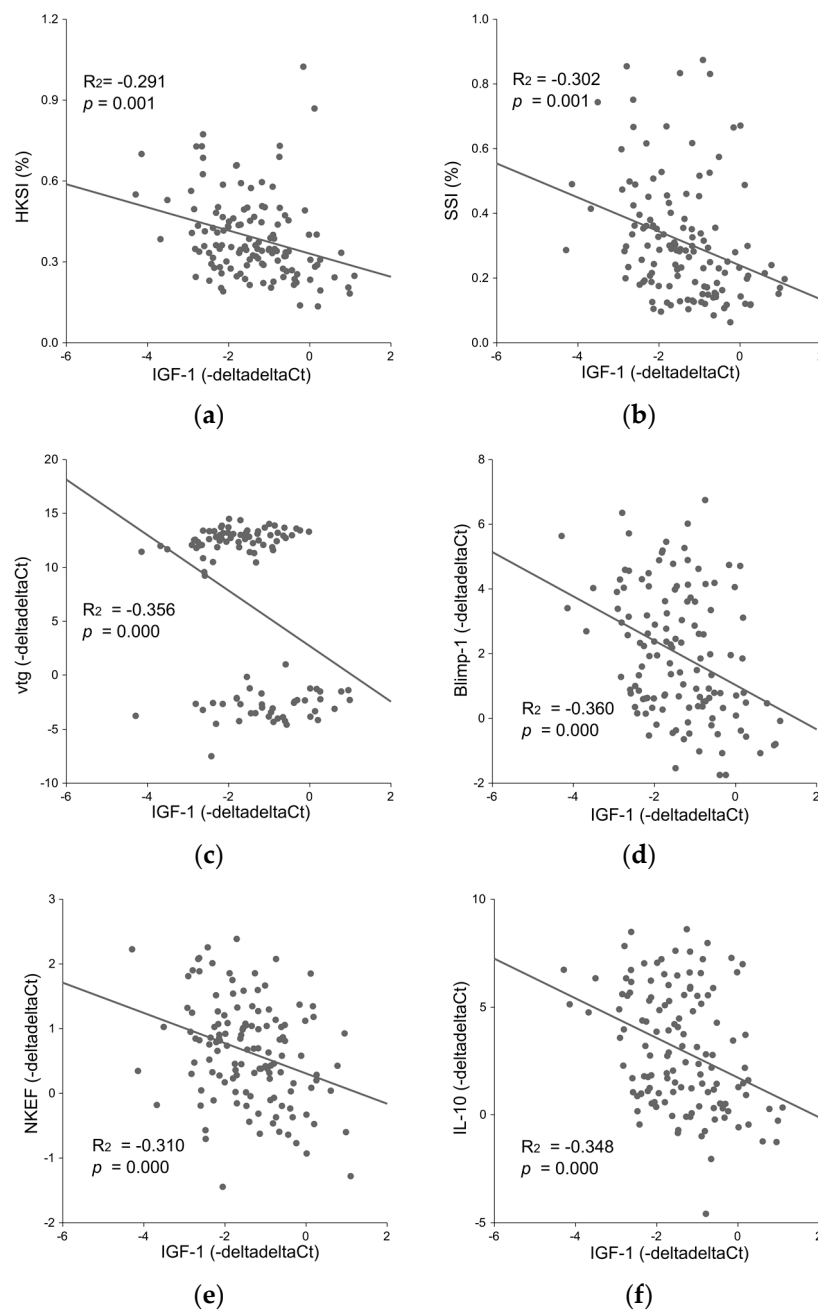 1.2
0.9
0.6
0.3
0.0
HKSI (%)
R2= -0.291
p = 0.001
-6 -4 -2 0 2
IGF-1 (-deltadeltaCt)
(a)
1.0
0.8
0.6
0.4
0.2
0.0
SSI (%)
R2 = -0.302
p = 0.001
-6 -4 -2 0 2
IGF-1 (-deltadeltaCt)
(b)
20
15
10
5
0
-5
-10
vtg (-deltadeltaCt)
R2 = -0.356
p = 0.000
-6 -4 -2 0 2
IGF-1 (-deltadeltaCt)
(c)
8
6
4
2
0
-2
Blimp-1 (-deltadeltaCt)
R2 = -0.360
p = 0.000
-6 -4 -2 0 2
IGF-1 (-deltadeltaCt)
(d)
3
2
1
0
-1
-2
NKEF (-deltadeltaCt)
R2 = -0.310
p = 0.000
-6 -4 -2 0 2
IGF-1 (-deltadeltaCt)
(e)
10
5
0
-5
IL-10 (-deltadeltaCt)
R2 = -0.348
p = 0.000
-6 -4 -2 0 2
IGF-1 (-deltadeltaCt)
(f)